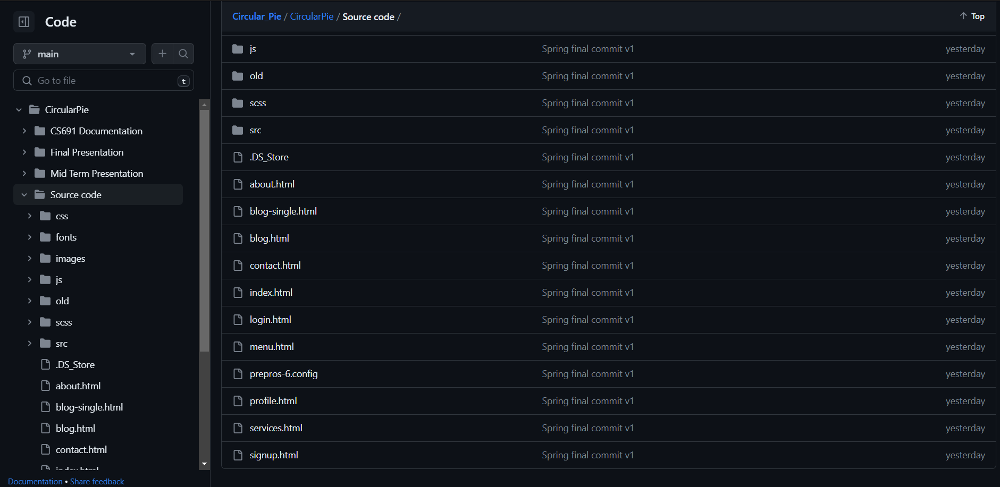 Code
main
Go to file
t
CircularPie
CS691 Documentation
Final Presentation
Mid Term Presentation
Source code
css
fonts
images
js
old
scss
src
.DS_Store
about.html
blog-single.html
blog.html
contact.html
index.html
Documentation • Share feedback
Circular_Pie / CircularPie / Source code /
Top
js Spring final commit v1 yesterday
old Spring final commit v1 yesterday
scss Spring final commit v1 yesterday
src Spring final commit v1 yesterday
.DS_Store Spring final commit v1 yesterday
about.html Spring final commit v1 yesterday
blog-single.html Spring final commit v1 yesterday
blog.html Spring final commit v1 yesterday
contact.html Spring final commit v1 yesterday
index.html Spring final commit v1 yesterday
login.html Spring final commit v1 yesterday
menu.html Spring final commit v1 yesterday
prepros-6.config Spring final commit v1 yesterday
profile.html Spring final commit v1 yesterday
services.html Spring final commit v1 yesterday
signup.html Spring final commit v1 yesterday